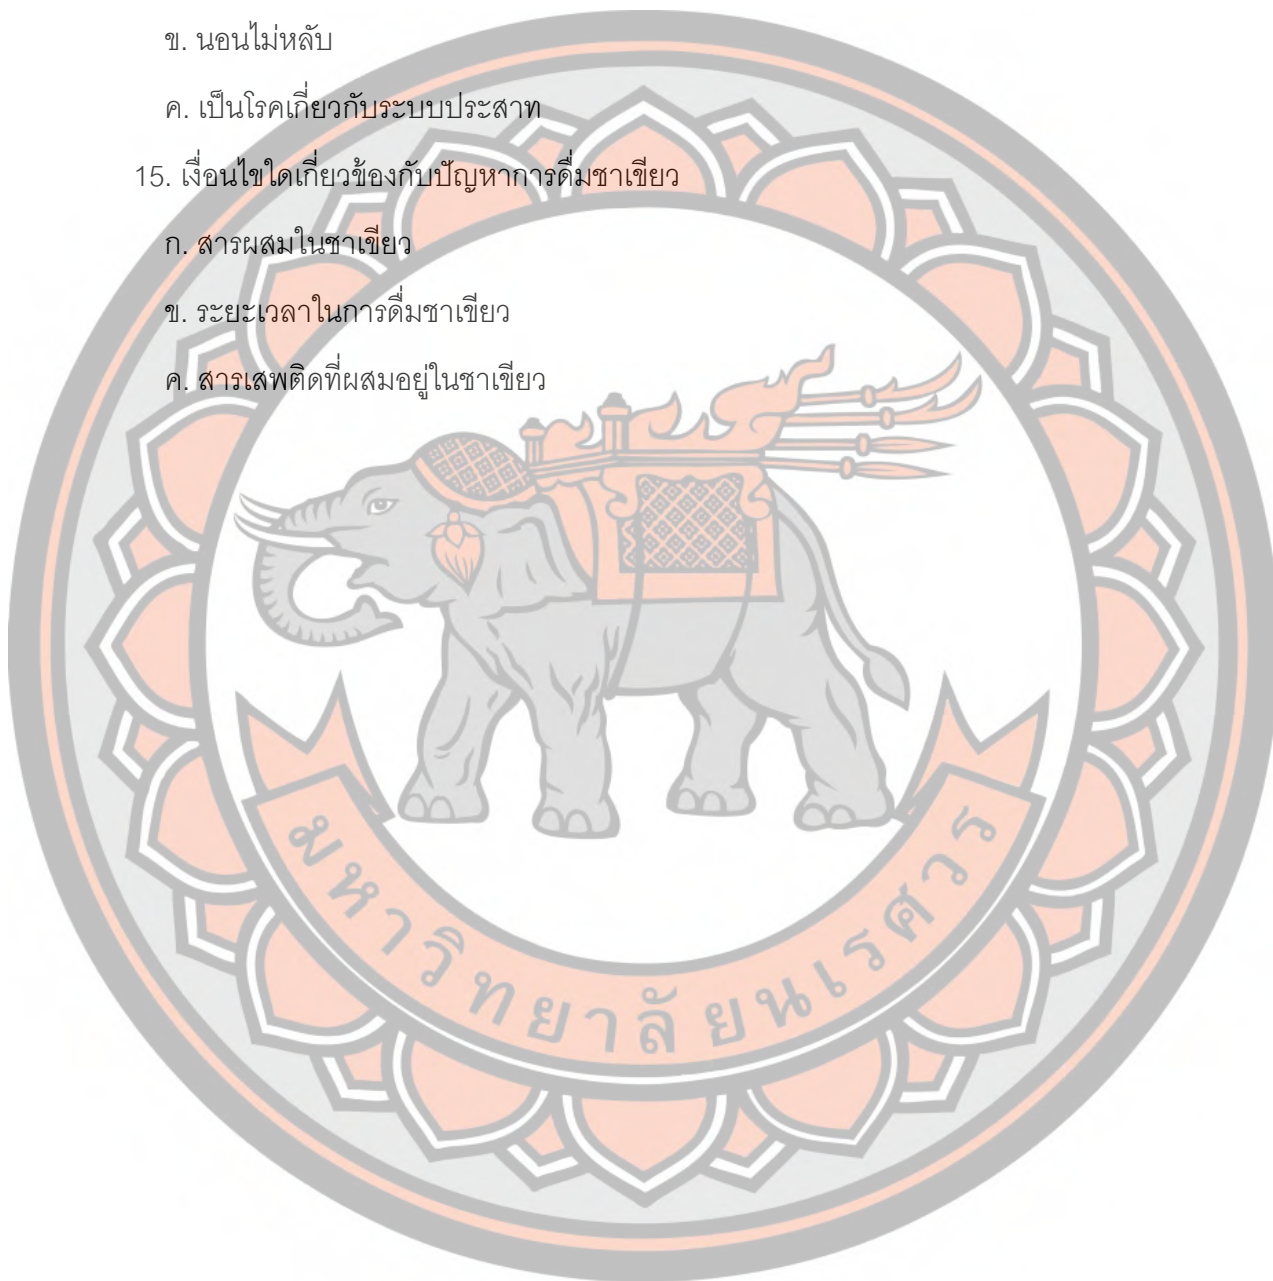 ข. นอนไม่หลับ
ค. เป็นโรคเกี่ยวกับระบบประสาท
15. เงื่อนไขใดเกี่ยวข้องกับปัญหาการดื่มชาเขียว
ก. สารผสมในชาเขียว
ข. ระยะเวลาในการดื่มชาเขียว
ค. สารเสพติดที่ผสมอยู่ในชาเขียว
มหาวิทยาลัยนเรศวร